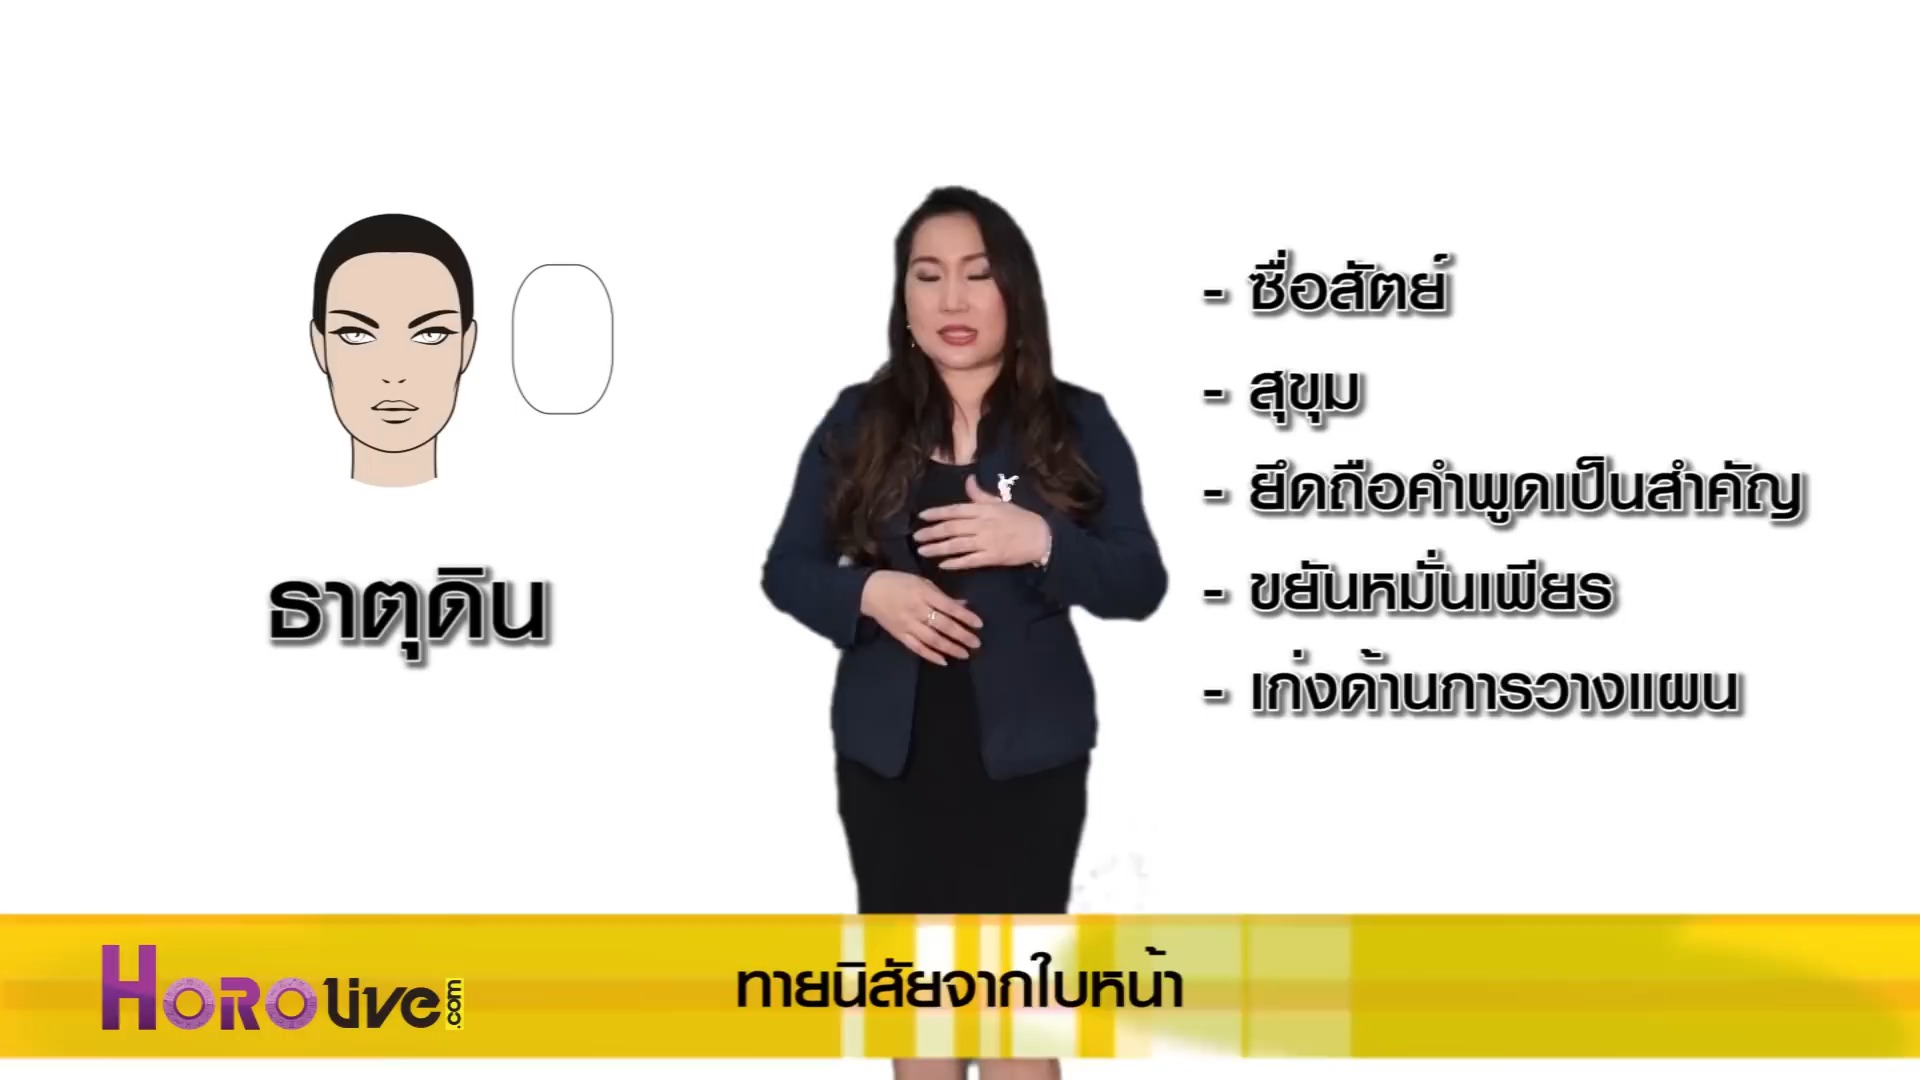 ธาตุดิน
- ซื่อสัตย์
- สุขุม
- ยึดถือคำพูดเป็นสำคัญ
- ขยันหมั่นเพียร
- เก่งด้านการวางแผน
HOROlive.com
ทายนิสัยจากใบหน้า